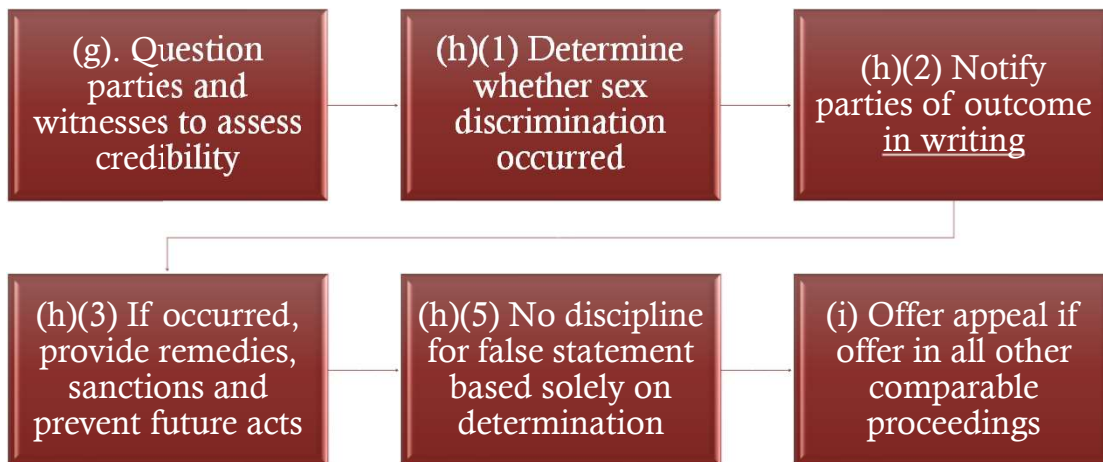 (g). Question
parties and
witnesses to assess
credibility
(h)(1) Determine
whether sex
discrimination
occurred
(h)(2) Notify
parties of outcome
in writing
(h)(3) If occurred,
provide remedies,
sanctions and
prevent future acts
(h)(5) No discipline
for false statement
based solely on
determination
(i) Offer appeal if
offer in all other
comparable
proceedings